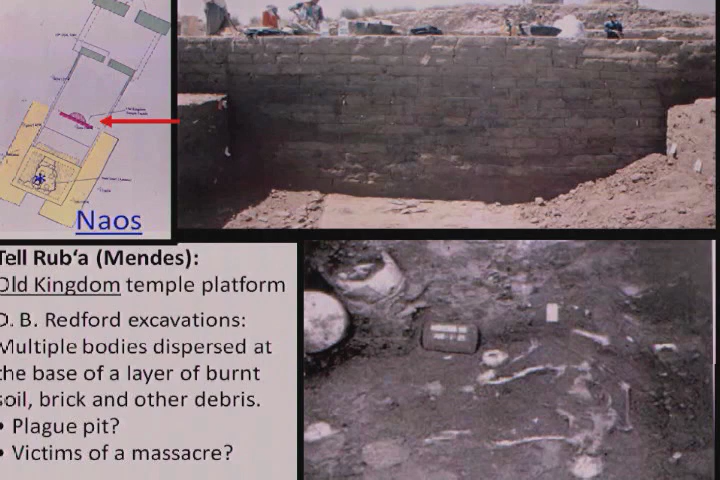 Naos
Tell Rub‘a (Mendes):
Old Kingdom temple platform
D. B. Redford excavations:
Multiple bodies dispersed at
the base of a layer of burnt
soil, brick and other debris.
• Plague pit?
• Victims of a massacre?